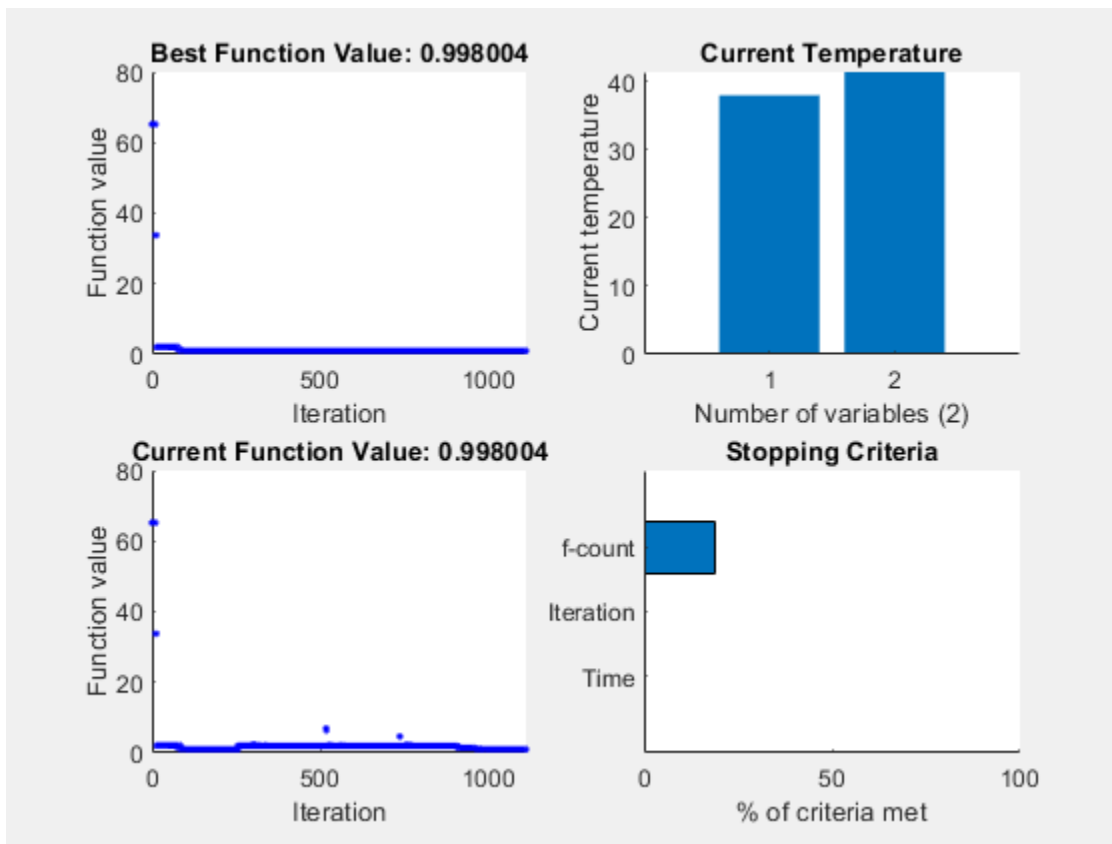 Best Function Value: 0.998004
80
60
40
20
0
Function value
0 500 1000
Iteration
Current Temperature
40
30
20
10
0
Current temperature
1 2
Number of variables (2)
Current Function Value: 0.998004
80
60
40
20
0
Function value
0 500 1000
Iteration
Stopping Criteria
f-count
Iteration
Time
0 50 100
% of criteria met